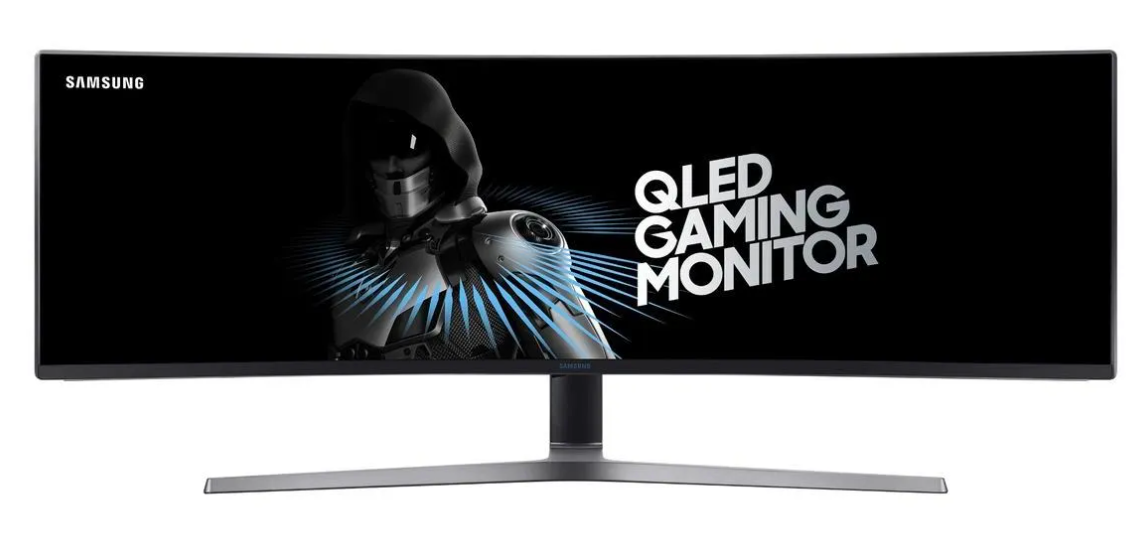 SAMSUNG
QLED
GAMING
MONITOR
SAMSUNG